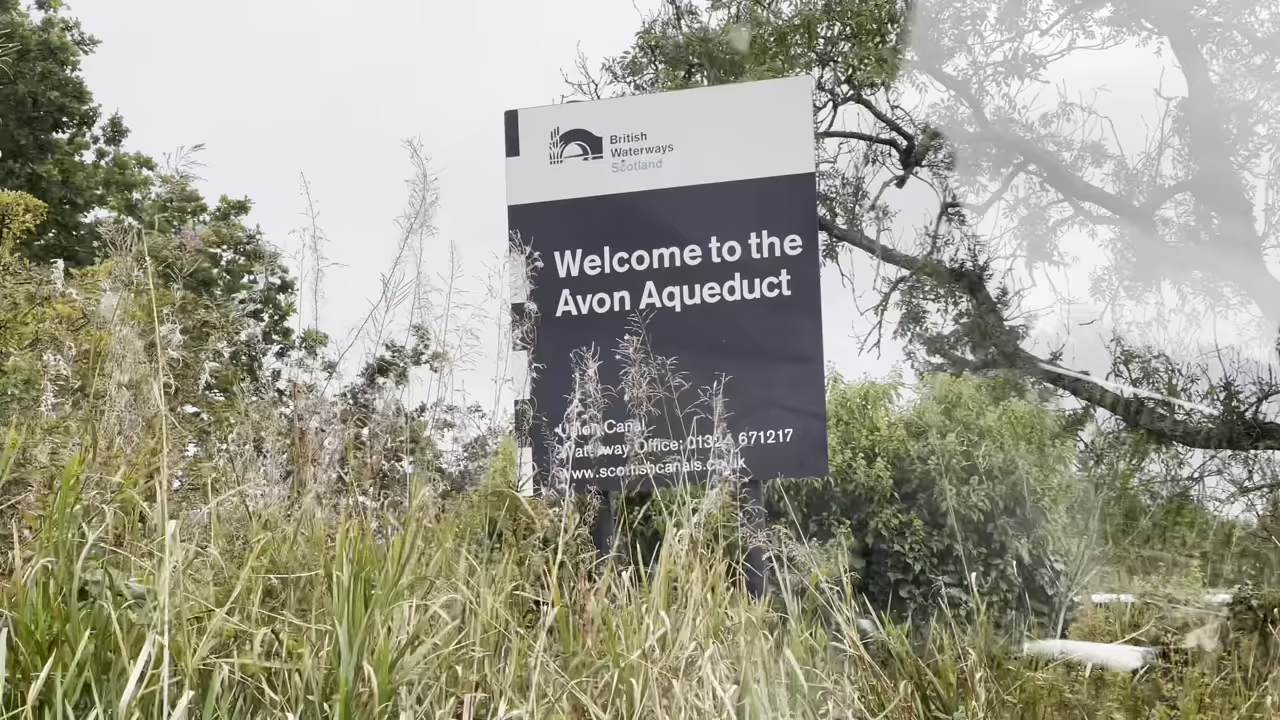 British
Waterways
Scotland
Welcome to the
Avon Aqueduct
Union Canal
Waterway Office: 01324 671217
www.scottishcanals.co.uk